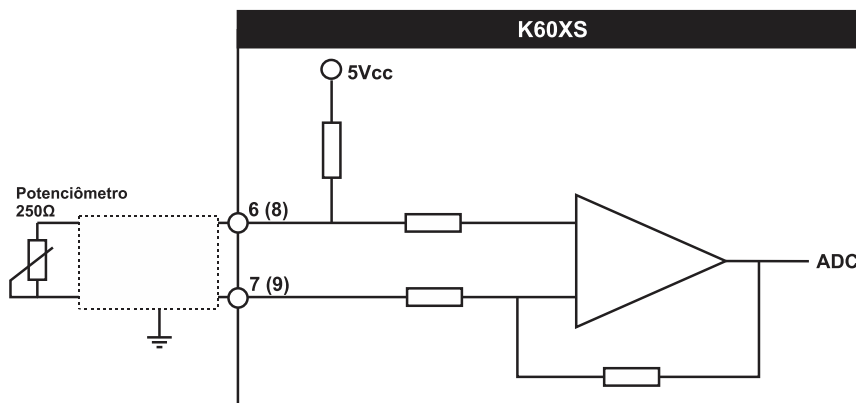 K60XS
5Vcc
Potenciômetro
250Ω
6 (8)
7 (9)
ADC